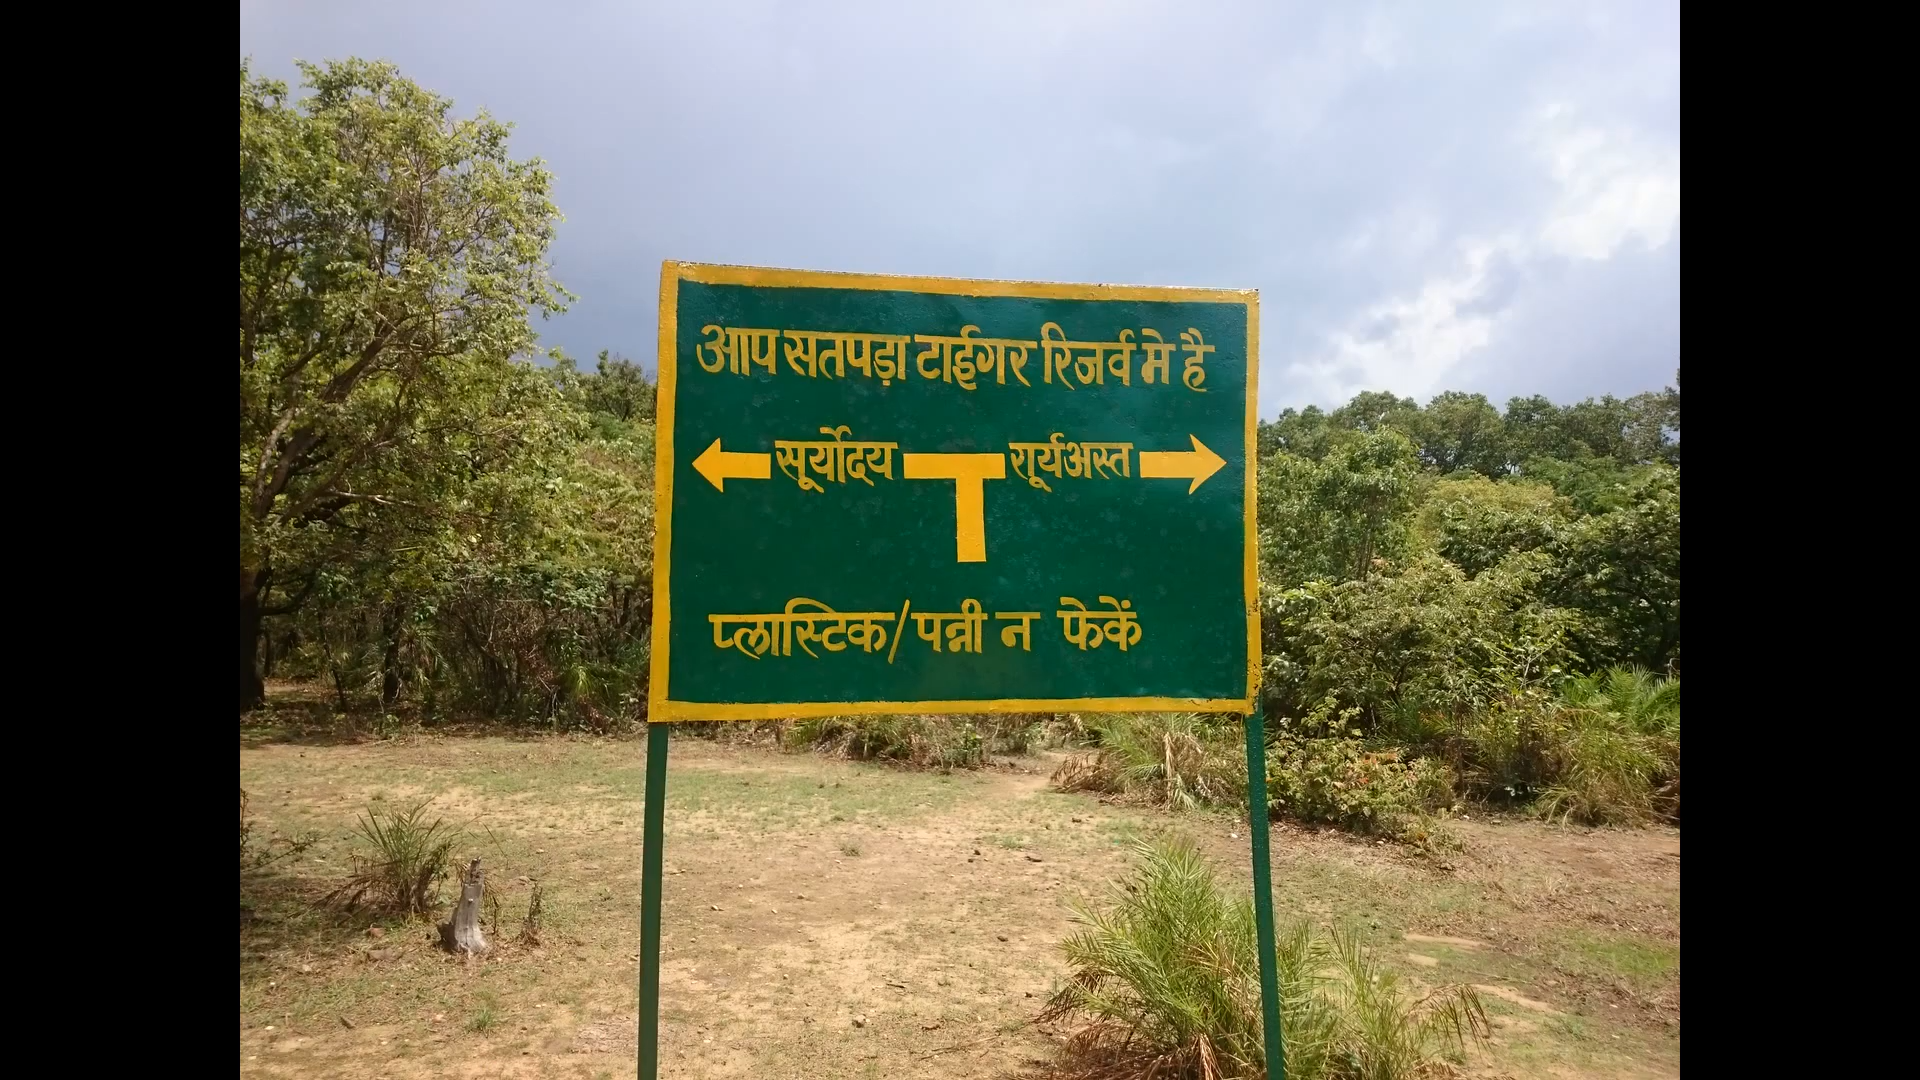 आप सतपड़ा टाईगर रिजर्व मे है
सूर्योदय सूर्यअस्त
प्लास्टिक/पन्नी न फेकें